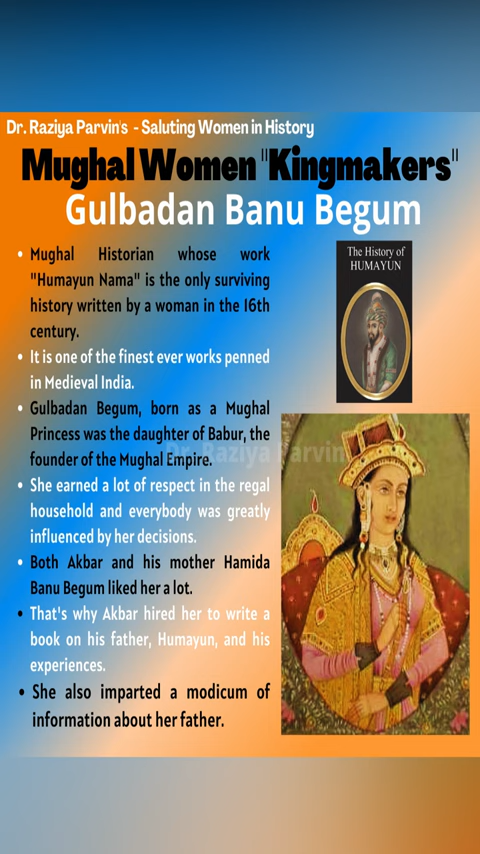 Dr. Raziya Parvin's - Saluting Women in History
Mughal Women "Kingmakers"
Gulbadan Banu Begum
• Mughal Historian whose work
"Humayun Nama" is the only surviving
history written by a woman in the 16th
century.
• It is one of the finest ever works penned
in Medieval India.
• Gulbadan Begum, born as a Mughal
Princess was the daughter of Babur, the
founder of the Mughal Empire.
• She earned a lot of respect in the regal
household and everybody was greatly
influenced by her decisions.
• Both Akbar and his mother Hamida
Banu Begum liked her a lot.
• That's why Akbar hired her to write a
book on his father, Humayun, and his
experiences.
• She also imparted a modicum of
information about her father.
The History of
HUMAYUN
Dr. Raziya Parvin